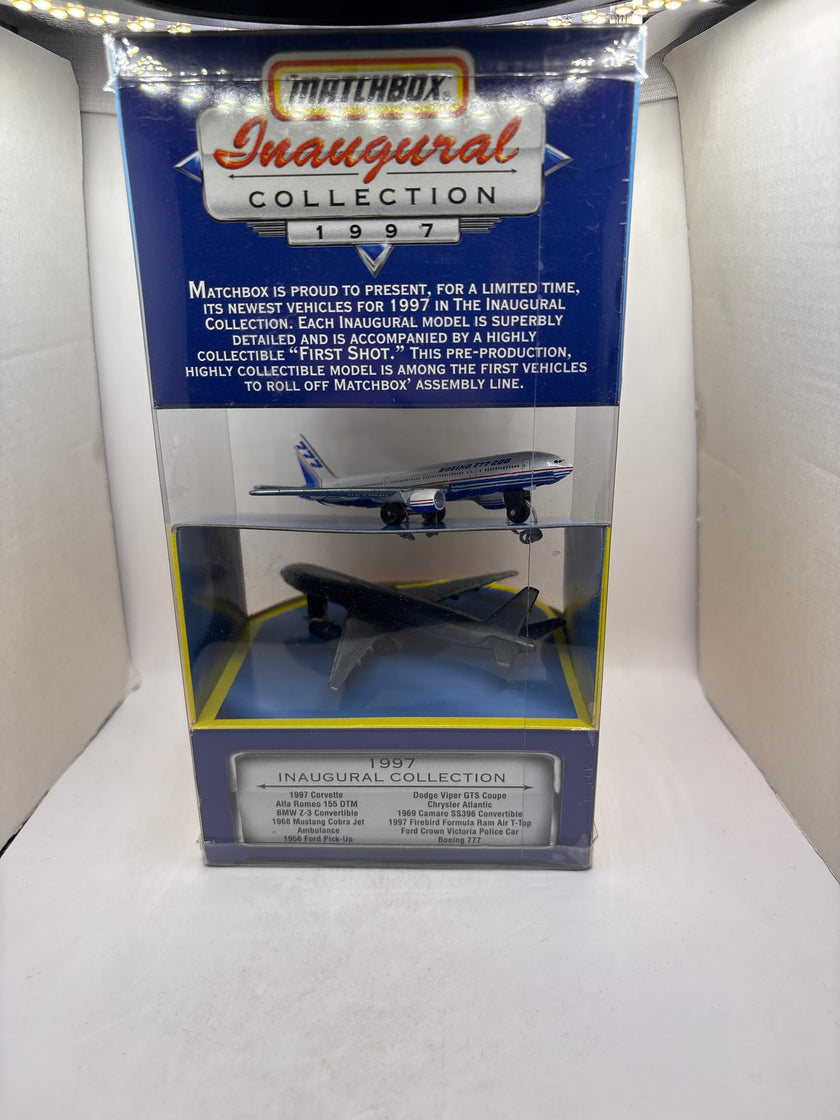 MATCHBOX®
Inaugural
COLLECTION
1997
MATCHBOX IS PROUD TO PRESENT, FOR A LIMITED TIME,
ITS NEWEST VEHICLES FOR 1997 IN THE INAUGURAL
COLLECTION. EACH INAUGURAL MODEL IS SUPERBLY
DETAILED AND IS ACCOMPANIED BY A HIGHLY
COLLECTIBLE “FIRST SHOT.” THIS PRE-PRODUCTION,
HIGHLY COLLECTIBLE MODEL IS AMONG THE FIRST VEHICLES
TO ROLL OFF MATCHBOX’ ASSEMBLY LINE.
777
BOEING 777-200
1997
INAUGURAL COLLECTION
1997 Corvette
Alfa Romeo 155 DTM
BMW Z-3 Convertible
1968 Mustang Cobra Jet
Ambulance
1956 Ford Pick-Up
Dodge Viper GTS Coupe
Chrysler Atlantic
1969 Camaro SS396 Convertible
1997 Firebird Formula Ram Air T-Top
Ford Crown Victoria Police Car
Boeing 777